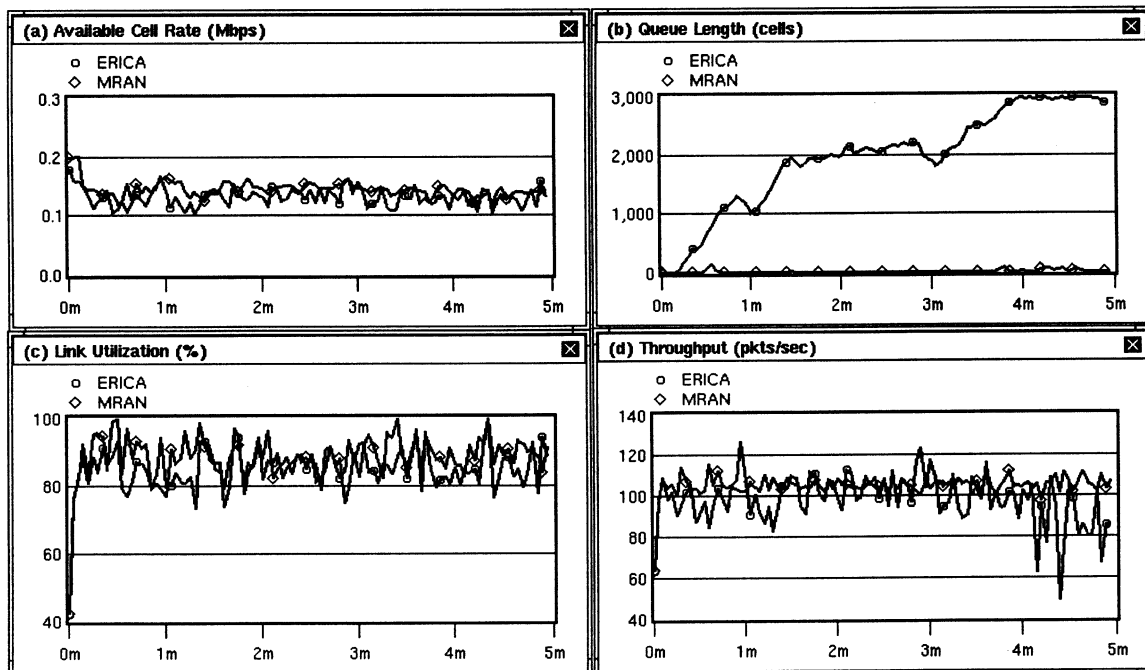 (a) Available Cell Rate (Mbps)
ERICA
MRAN
0.3
0.2
0.1
0.0
0m 1m 2m 3m 4m 5m
(b) Queue Length (cells)
ERICA
MRAN
3,000
2,000
1,000
0
0m 1m 2m 3m 4m 5m
(c) Link Utilization (%)
ERICA
MRAN
100
80
60
40
0m 1m 2m 3m 4m 5m
(d) Throughput (pkts/sec)
ERICA
MRAN
140
120
100
80
60
40
0m 1m 2m 3m 4m 5m